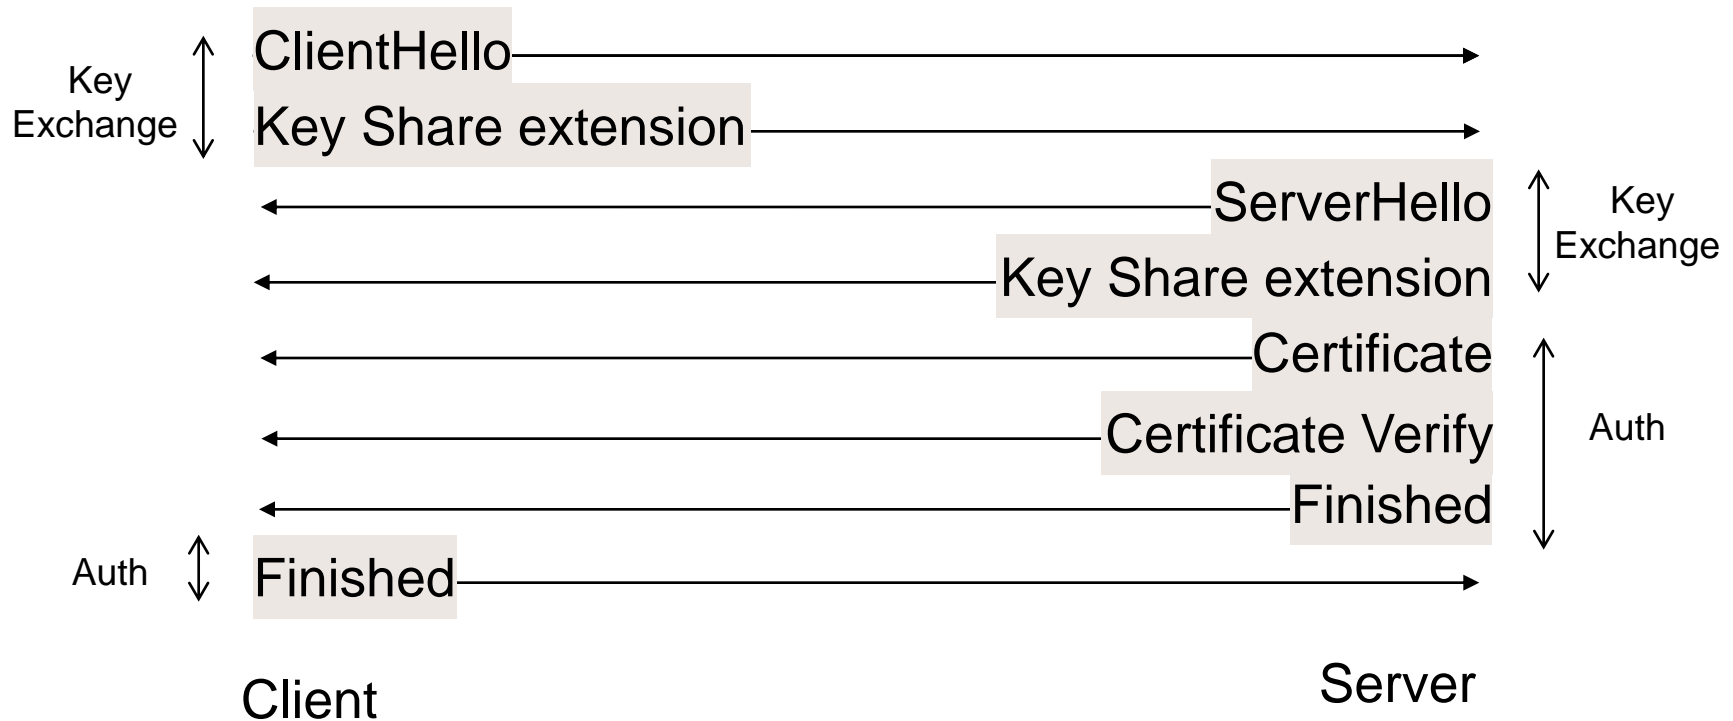 ClientHello
Key
Exchange
Key Share extension
ServerHello
Key
Exchange
Key Share extension
Certificate
Certificate Verify
Auth
Finished
Auth
Finished
Client
Server